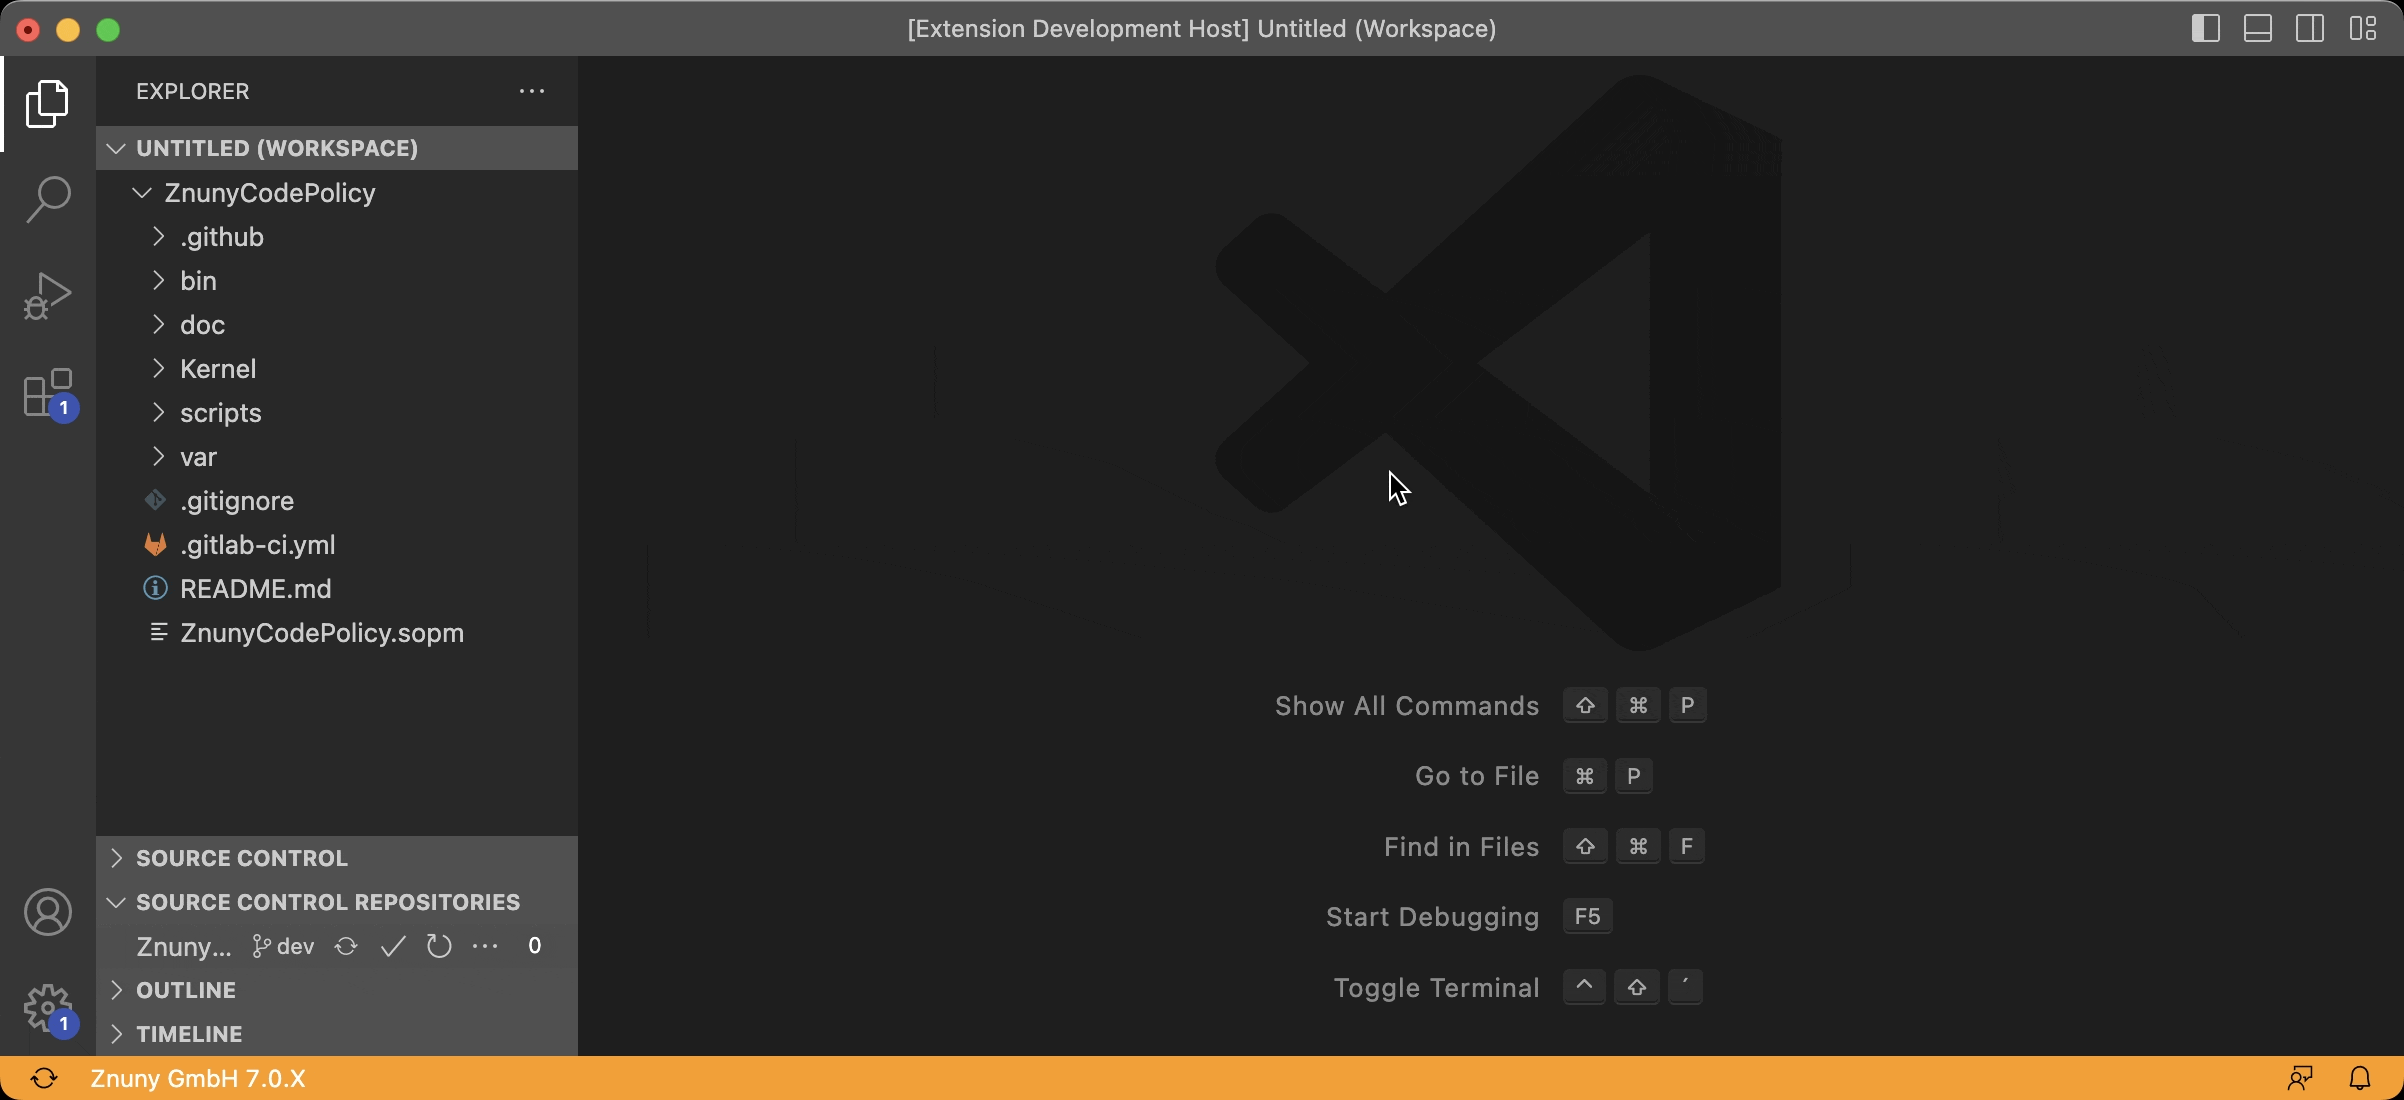 [Extension Development Host] Untitled (Workspace)
EXPLORER
UNTITLED (WORKSPACE)
ZnunyCodePolicy
.github
bin
doc
Kernel
scripts
var
.gitignore
.gitlab-ci.yml
README.md
ZnunyCodePolicy.sopm
1
SOURCE CONTROL
SOURCE CONTROL REPOSITORIES
Znuny... dev 0
OUTLINE
TIMELINE
1
Show All Commands ⇧ ⌘ P
Go to File ⌘ P
Find in Files ⇧ ⌘ F
Start Debugging F5
Toggle Terminal ^ ⇧ ´
Znuny GmbH 7.0.X